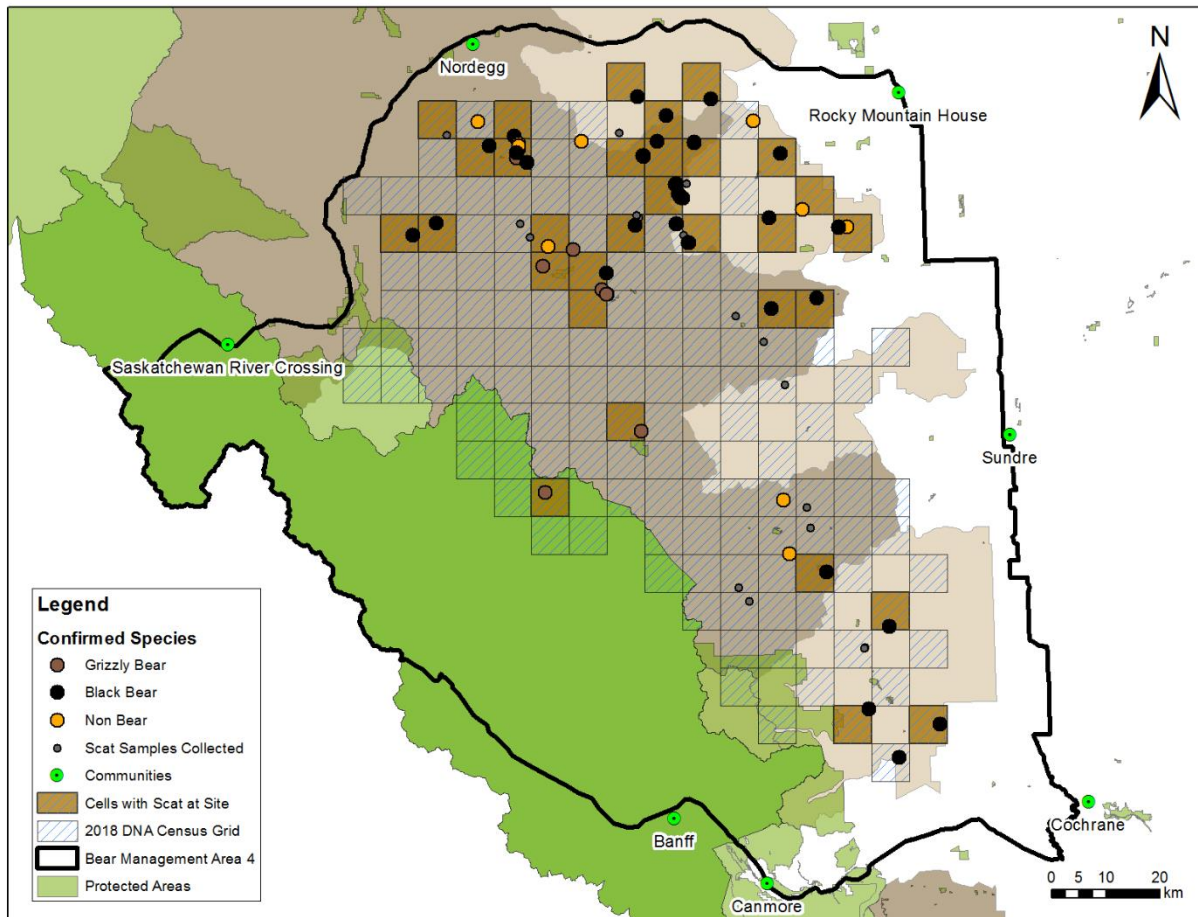 Nordegg
N
Rocky Mountain House
Saskatchewan River Crossing
Sundre
Legend
Confirmed Species
Grizzly Bear
Black Bear
Non Bear
Scat Samples Collected
Communities
Cells with Scat at Site
2018 DNA Census Grid
Bear Management Area 4
Protected Areas
Banff
Canmore
Cochrane
0 5 10 20
km